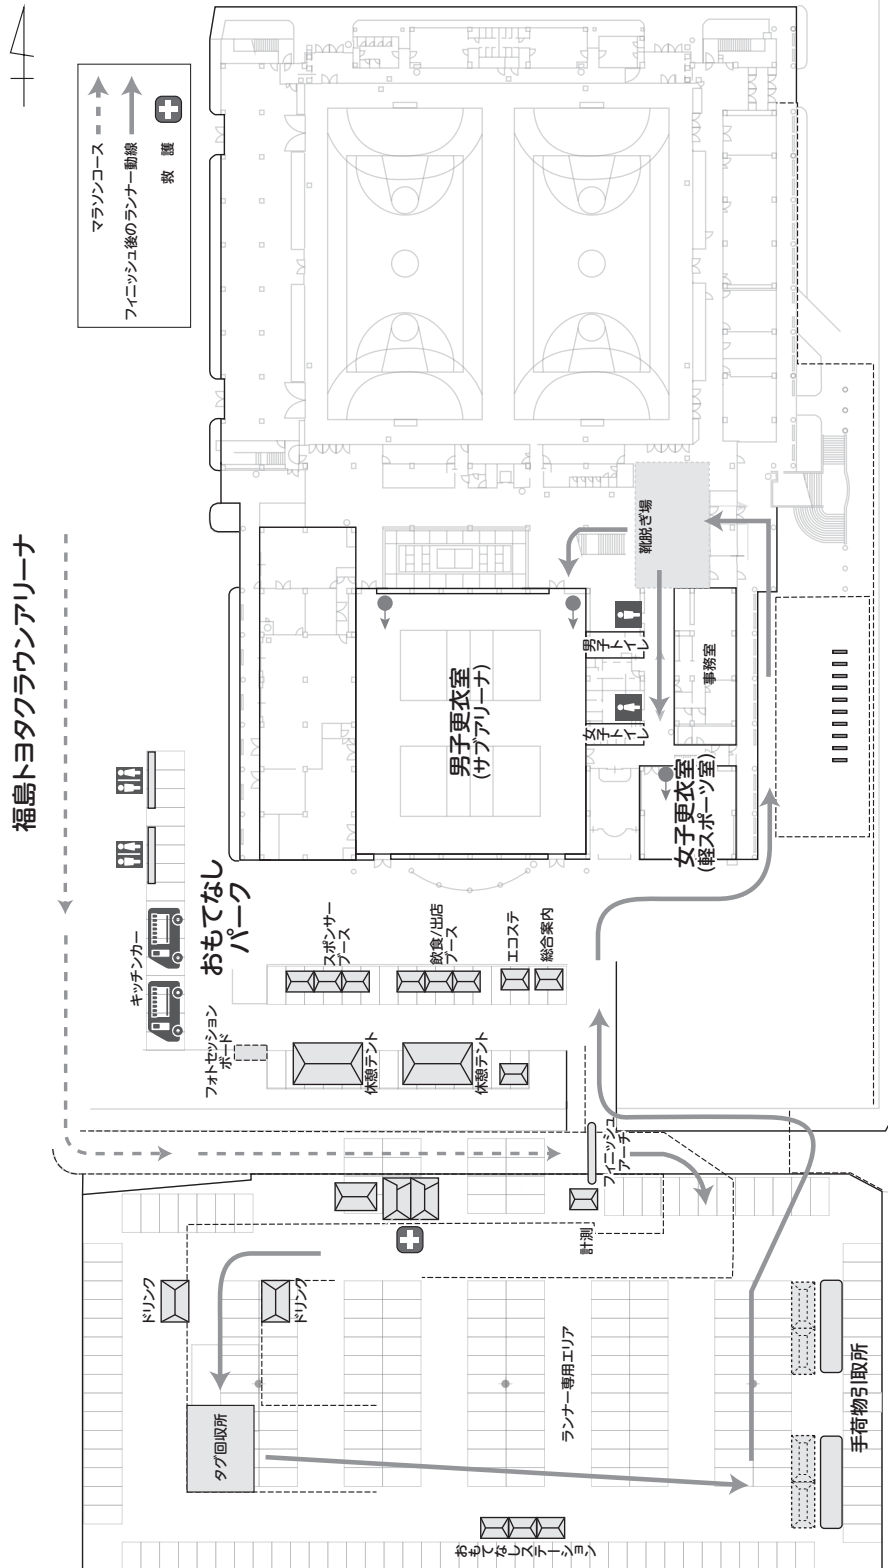 福島トヨタクラウンアリーナ
マラソンコース
フィニッシュ後のランナー動線
救護
キッチンカー
おもてなし
パーク
フォトセッション
ボード
スポンサー
ブース
飲食/出店
ブース
エコステ
総合案内
休憩テント
休憩テント
男子更衣室
(サブアリーナ)
靴脱ぎ場
男子トイレ
女子トイレ
事務室
女子更衣室
(軽スポーツ室)
フィニッシュ
アーチ
計測
ドリンク
ドリンク
タグ回収所
ランナー専用エリア
手荷物引取所
おもてなしステーション